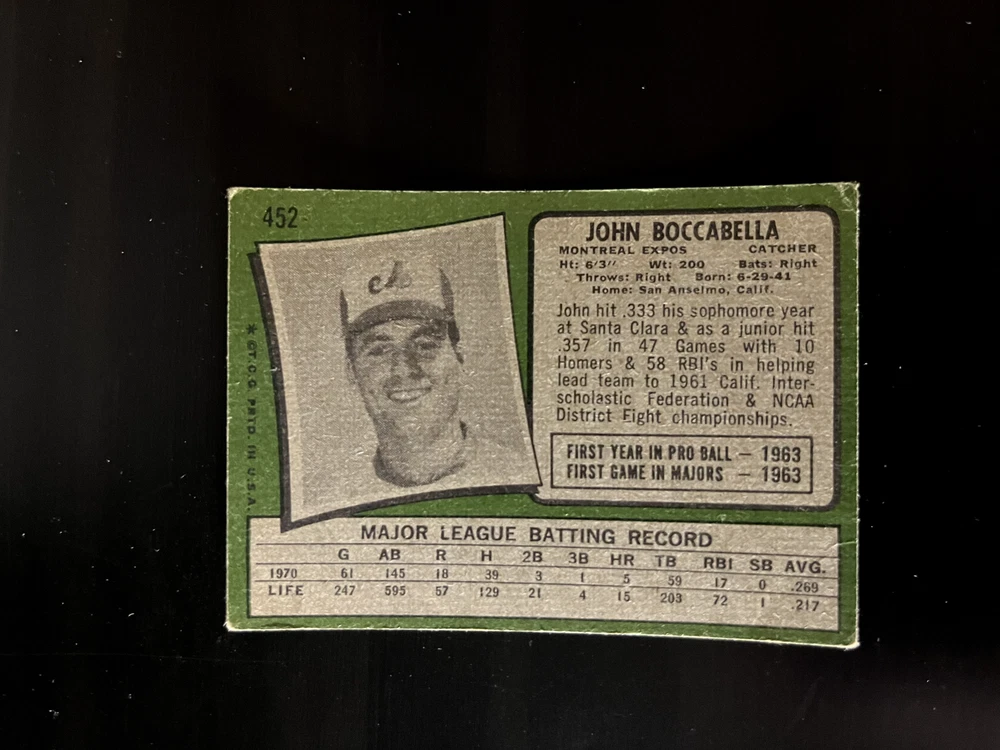 452
JOHN BOCCABELLA
MONTREAL EXPOS CATCHER
Ht: 6'3" Wt: 200 Bats: Right
Throws: Right Born: 6-29-41
Home: San Anselmo, Calif.
John hit .333 his sophomore year
at Santa Clara & as a junior hit
.357 in 47 Games with 10
Homers & 58 RBI's in helping
lead team to 1961 Calif. Inter-
scholastic Federation & NCAA
District Eight championships.
FIRST YEAR IN PRO BALL — 1963
FIRST GAME IN MAJORS — 1963
* ©T.C.G. PRTD. IN U.S.A.
MAJOR LEAGUE BATTING RECORD
G AB R H 2B 3B HR TB RBI SB AVG.
1970 61 145 18 39 3 1 5 59 17 0 .269
LIFE 247 595 57 129 21 4 15 203 72 1 .217